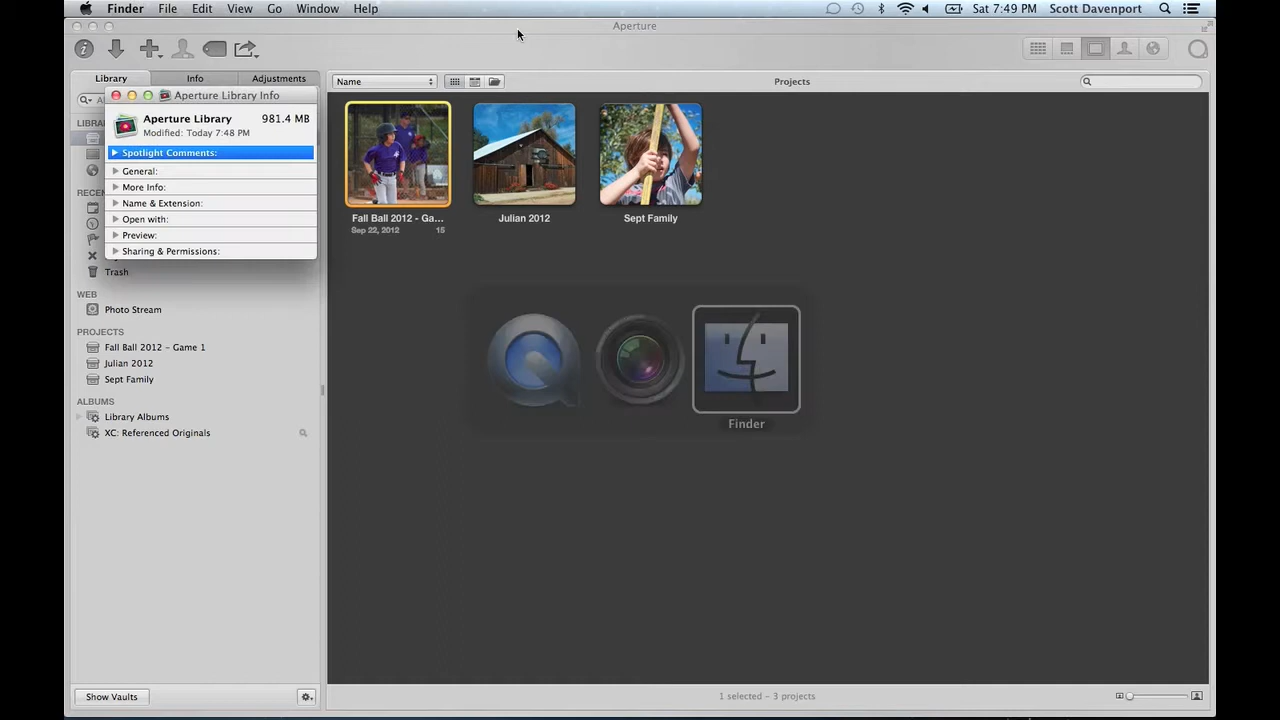 Finder File Edit View Go Window Help Sat 7:49 PM Scott Davenport
Aperture
Library Info Adjustments
Name Projects
Aperture Library Info
Aperture Library 981.4 MB
Modified: Today 7:48 PM
Spotlight Comments:
General:
More Info:
Name & Extension:
Open with:
Preview:
Sharing & Permissions:
Trash
WEB
Photo Stream
PROJECTS
Fall Ball 2012 - Game 1
Julian 2012
Sept Family
ALBUMS
Library Albums
XC: Referenced Originals
Show Vaults
Fall Ball 2012 - Ga...
Sep 22, 2012 15
Julian 2012
Sept Family
Finder
1 selected - 3 projects